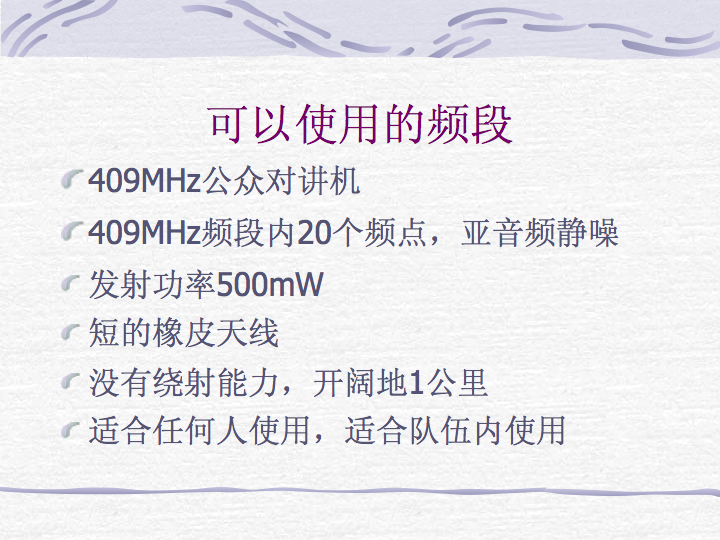 可以使用的频段
409MHz公众对讲机
409MHz频段内20个频点，亚音频静噪
发射功率500mW
短的橡皮天线
没有绕射能力，开阔地1公里
适合任何人使用，适合队伍内使用